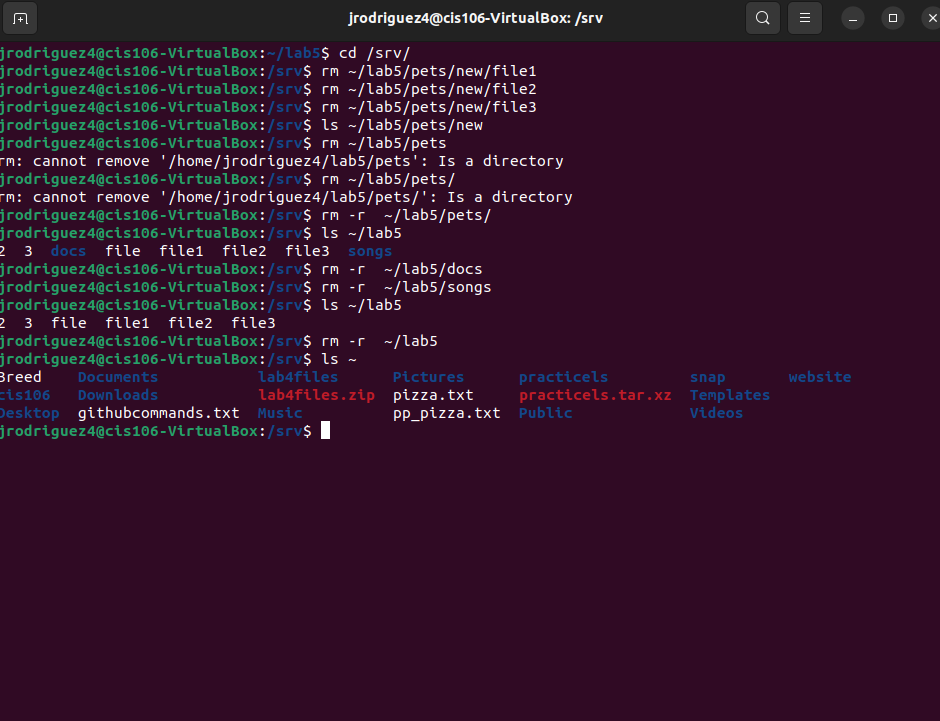 jrodriguez4@cis106-VirtualBox: /srv
jrodriguez4@cis106-VirtualBox:~/lab5$ cd /srv/
jrodriguez4@cis106-VirtualBox:/srv$ rm ~/lab5/pets/new/file1
jrodriguez4@cis106-VirtualBox:/srv$ rm ~/lab5/pets/new/file2
jrodriguez4@cis106-VirtualBox:/srv$ rm ~/lab5/pets/new/file3
jrodriguez4@cis106-VirtualBox:/srv$ ls ~/lab5/pets/new
jrodriguez4@cis106-VirtualBox:/srv$ rm ~/lab5/pets
rm: cannot remove '/home/jrodriguez4/lab5/pets': Is a directory
jrodriguez4@cis106-VirtualBox:/srv$ rm ~/lab5/pets/
rm: cannot remove '/home/jrodriguez4/lab5/pets/': Is a directory
jrodriguez4@cis106-VirtualBox:/srv$ rm -r  ~/lab5/pets/
jrodriguez4@cis106-VirtualBox:/srv$ ls ~/lab5
2  3  docs  file  file1  file2  file3  songs
jrodriguez4@cis106-VirtualBox:/srv$ rm -r  ~/lab5/docs
jrodriguez4@cis106-VirtualBox:/srv$ rm -r  ~/lab5/songs
jrodriguez4@cis106-VirtualBox:/srv$ ls ~/lab5
2  3  file  file1  file2  file3
jrodriguez4@cis106-VirtualBox:/srv$ rm -r  ~/lab5
jrodriguez4@cis106-VirtualBox:/srv$ ls ~
Breed    Documents           lab4files      Pictures     practicels         snap       website
cis106   Downloads           lab4files.zip  pizza.txt    practicels.tar.xz  Templates
Desktop  githubcommands.txt  Music          pp_pizza.txt  Public             Videos
jrodriguez4@cis106-VirtualBox:/srv$